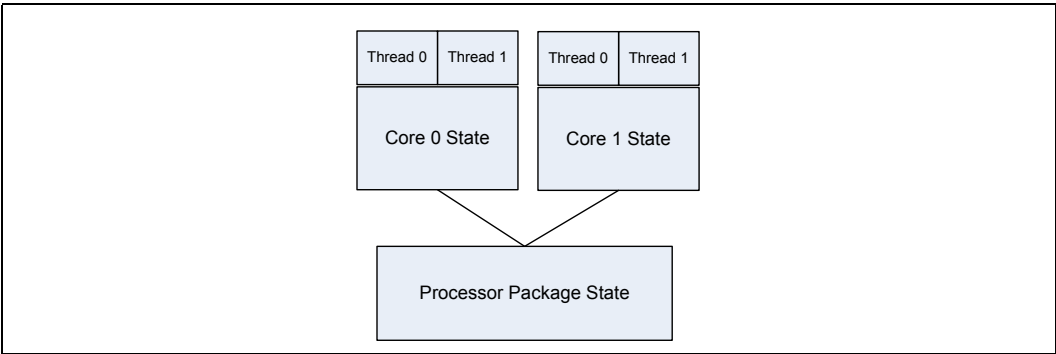 Thread 0 Thread 1 Thread 0 Thread 1
Core 0 State Core 1 State
Processor Package State